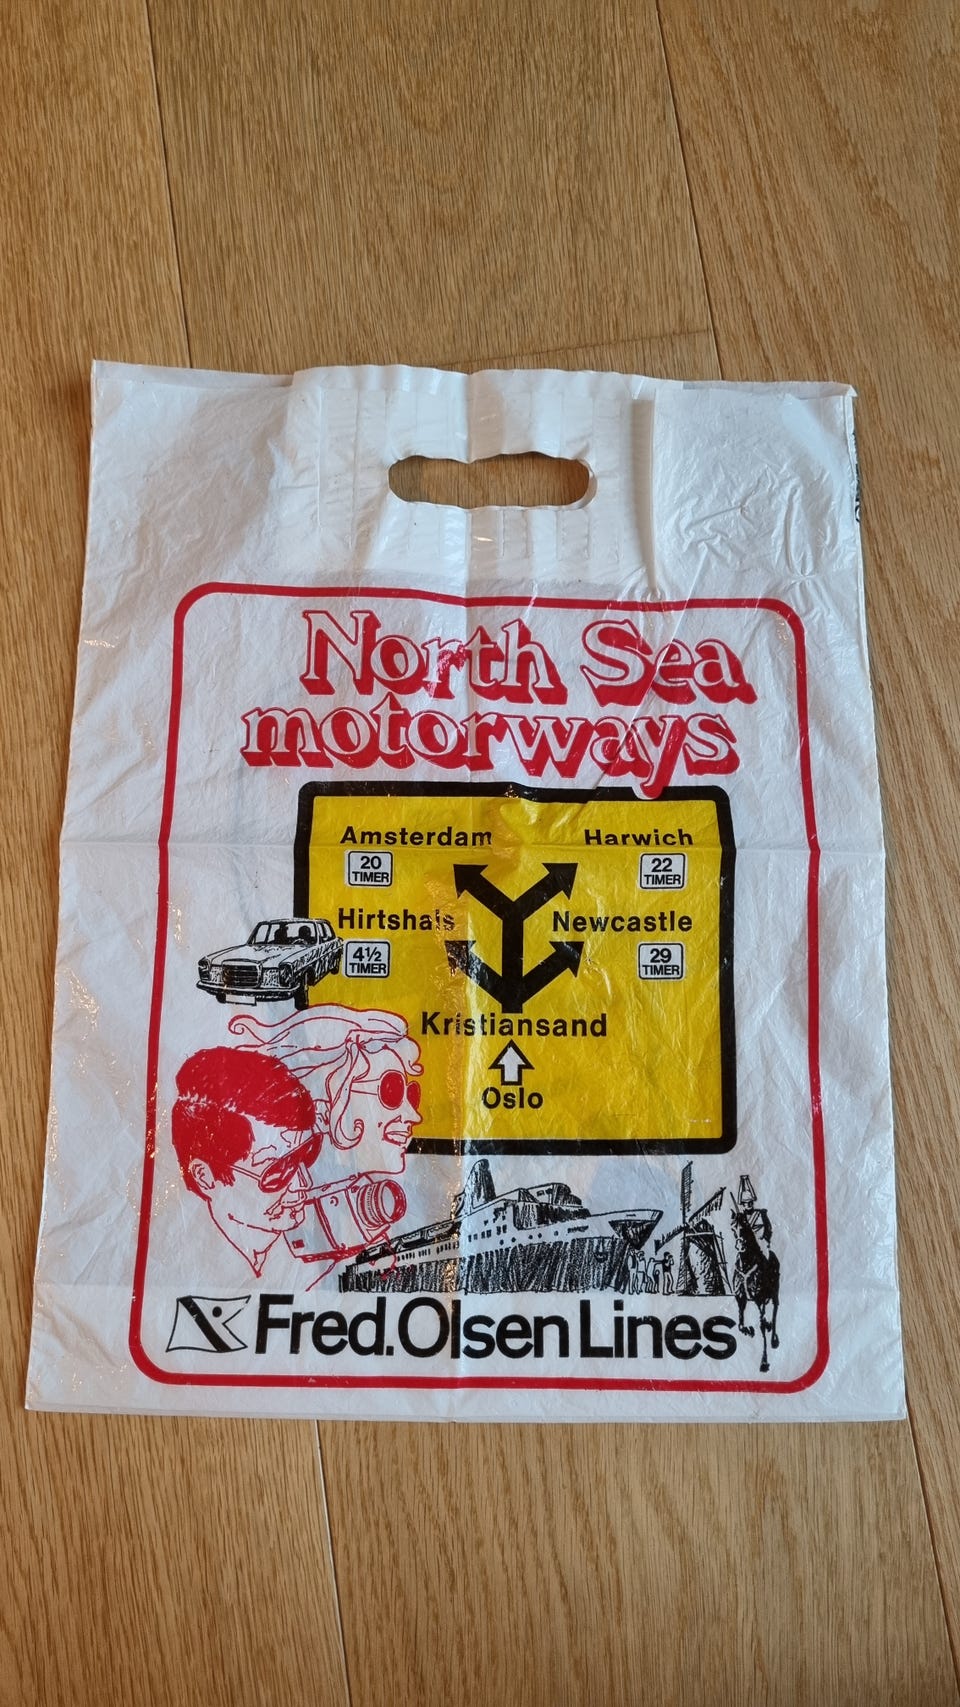 North Sea
motorways
Amsterdam
20
TIMER
Harwich
22
TIMER
Hirtshals
4½
TIMER
Newcastle
29
TIMER
Kristiansand
Oslo
Fred.Olsen Lines